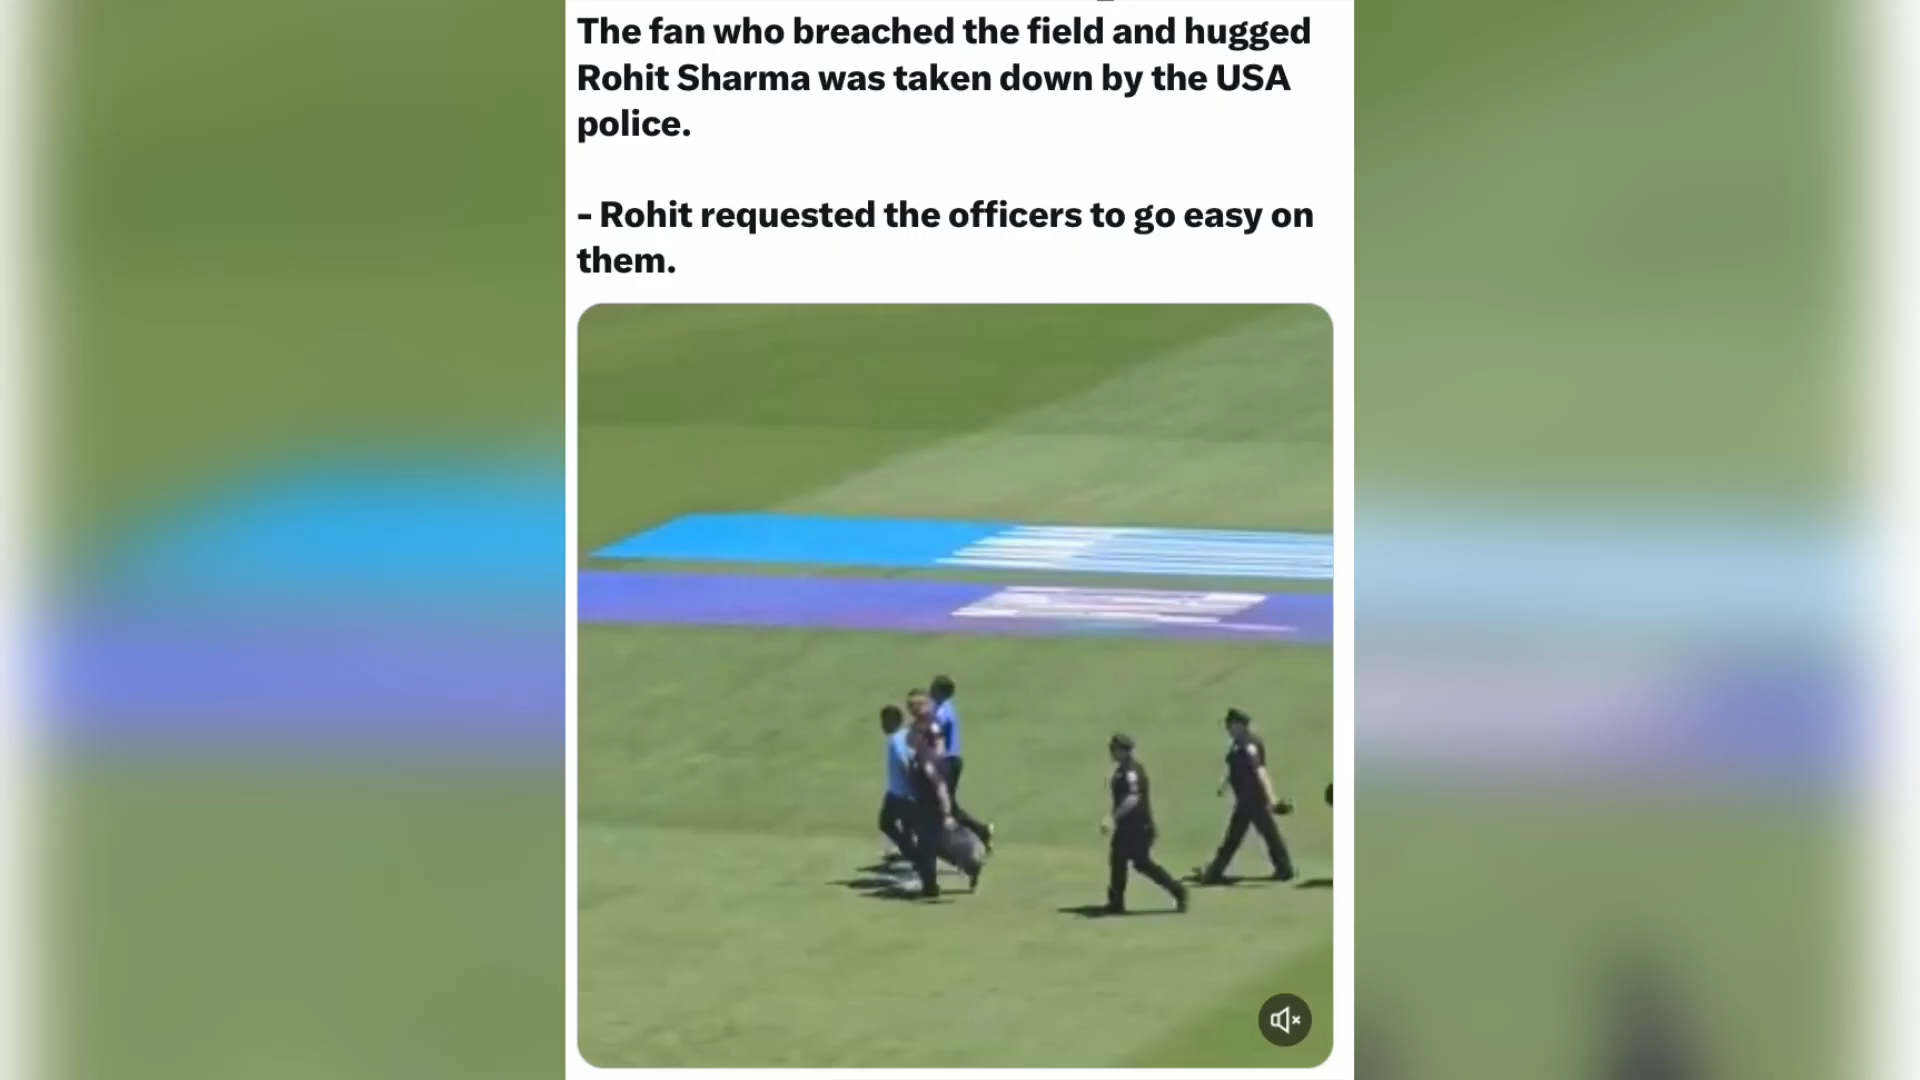 The fan who breached the field and hugged
Rohit Sharma was taken down by the USA
police.
- Rohit requested the officers to go easy on
them.